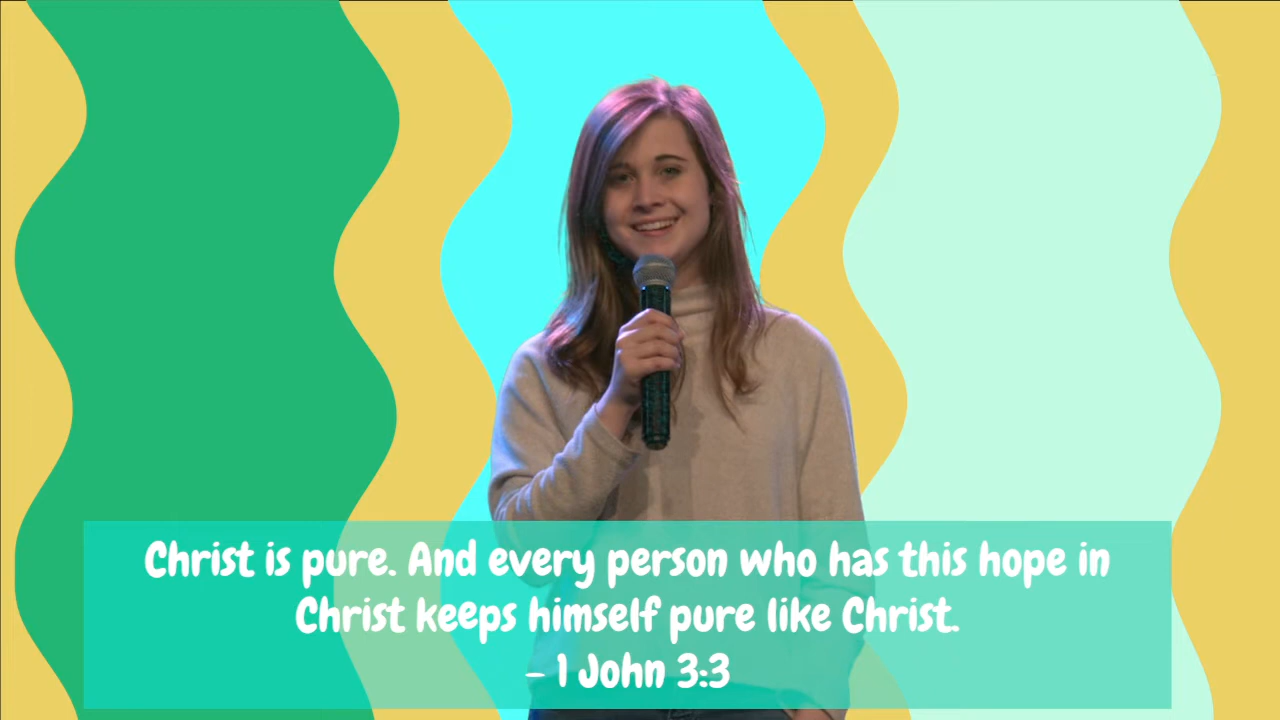 Christ is pure. And every person who has this hope in
Christ keeps himself pure like Christ.
- 1 John 3:3